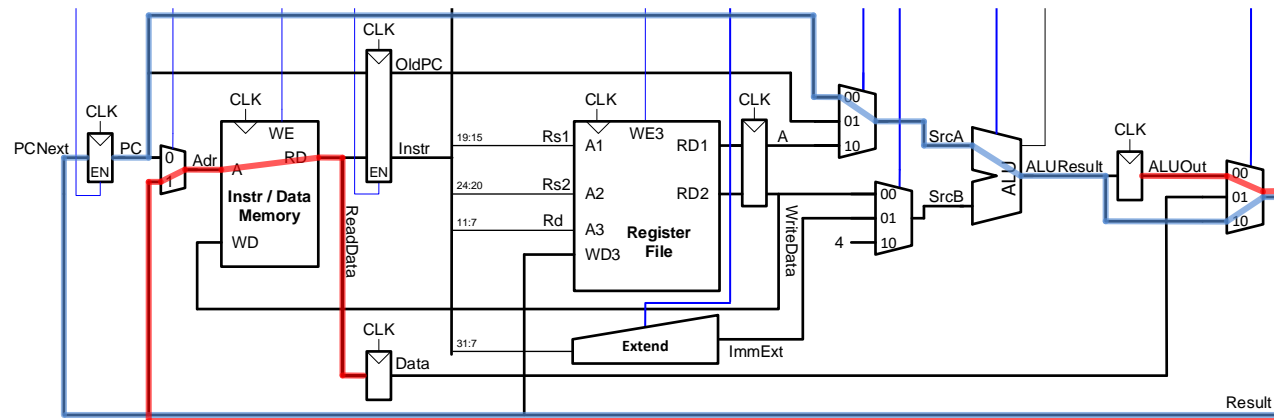 CLK
OldPC
00
01
10
CLK
CLK
CLK
CLK
CLK
WE
WE3
SrcA
CLK
PCNext
PC
EN
0
1
Adr
A
RD
Instr / Data
Memory
WD
ReadData
EN
Instr
19:15
Rs1
A1
RD1
A
24:20
Rs2
A2
RD2
11:7
Rd
A3
WD3
Register
File
WriteData
00
01
10
4
SrcB
ALU
ALUResult
ALUOut
00
01
10
CLK
Data
31:7
Extend
ImmExt
Result